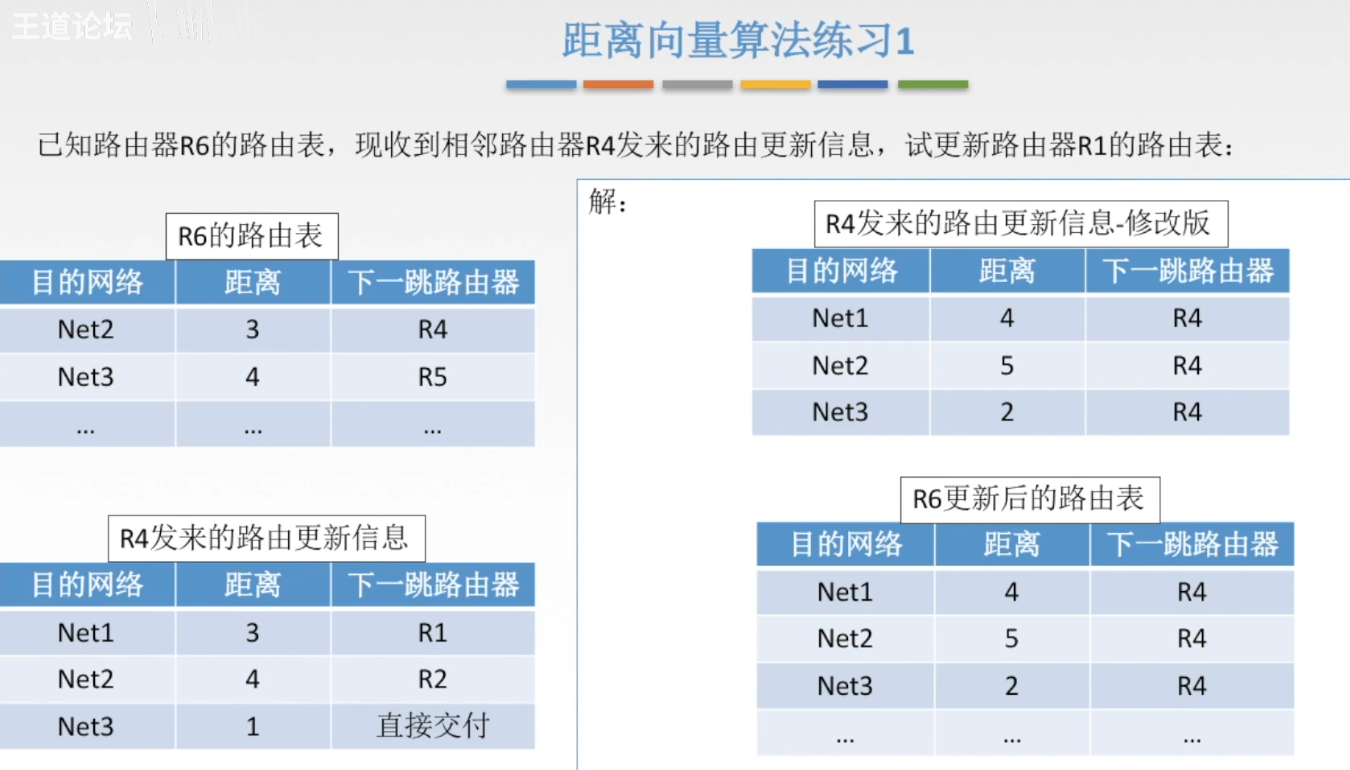 王道论坛
距离向量算法练习1
已知路由器R6的路由表，现收到相邻路由器R4发来的路由更新信息，试更新路由器R1的路由表：
R6的路由表
目的网络 距离 下一跳路由器
Net2 3 R4
Net3 4 R5
... ... ...
R4发来的路由更新信息
目的网络 距离 下一跳路由器
Net1 3 R1
Net2 4 R2
Net3 1 直接交付
解：
R4发来的路由更新信息-修改版
目的网络 距离 下一跳路由器
Net1 4 R4
Net2 5 R4
Net3 2 R4
R6更新后的路由表
目的网络 距离 下一跳路由器
Net1 4 R4
Net2 5 R4
Net3 2 R4
... ... ...